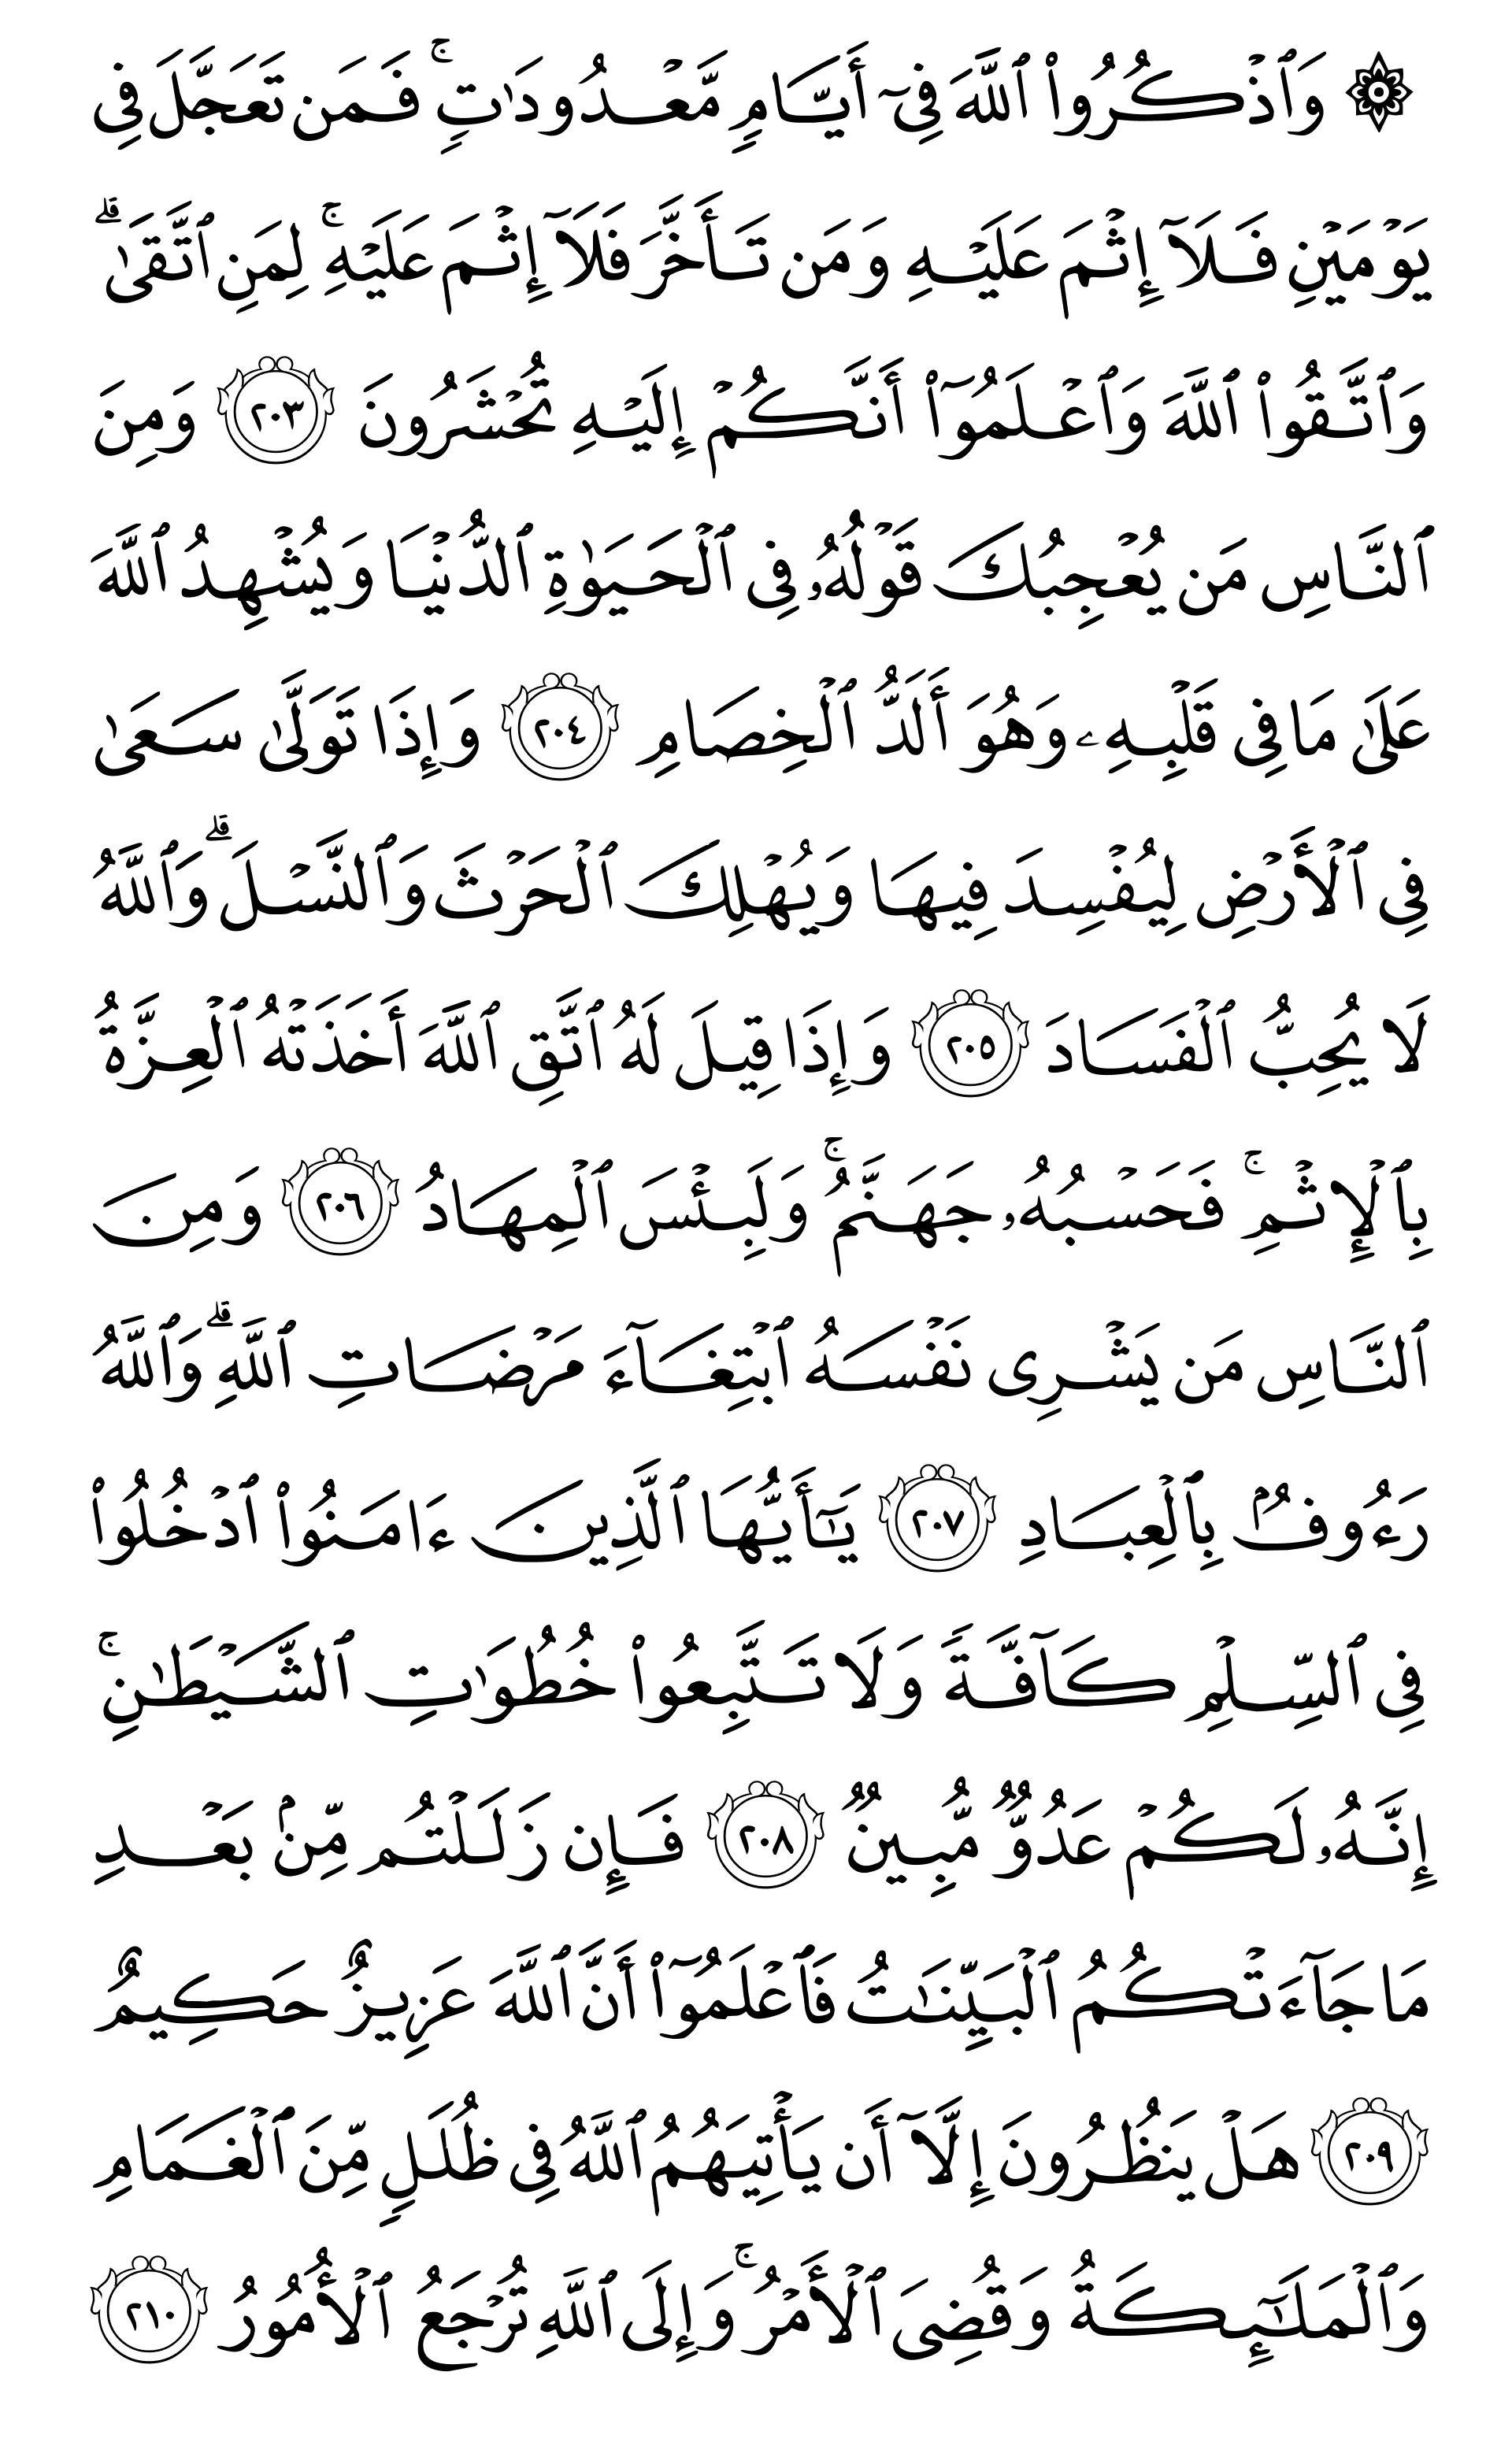 ۞ وَٱذۡكُرُواْ ٱللَّهَ فِيٓ أَيَّامٖ مَّعۡدُودَٰتٖۚ فَمَن تَعَجَّلَ فِي
يَوۡمَيۡنِ فَلَآ إِثۡمَ عَلَيۡهِ وَمَن تَأَخَّرَ فَلَآ إِثۡمَ عَلَيۡهِۚ لِمَنِ ٱتَّقَىٰۗ
وَٱتَّقُواْ ٱللَّهَ وَٱعۡلَمُوٓاْ أَنَّكُمۡ إِلَيۡهِ تُحۡشَرُونَ ٢٠٣ وَمِنَ
ٱلنَّاسِ مَن يُعۡجِبُكَ قَوۡلُهُۥ فِي ٱلۡحَيَوٰةِ ٱلدُّنۡيَا وَيُشۡهِدُ ٱللَّهَ
عَلَىٰ مَا فِي قَلۡبِهِۦ وَهُوَ أَلَدُّ ٱلۡخِصَامِ ٢٠٤ وَإِذَا تَوَلَّىٰ سَعَىٰ
فِي ٱلۡأَرۡضِ لِيُفۡسِدَ فِيهَا وَيُهۡلِكَ ٱلۡحَرۡثَ وَٱلنَّسۡلَۗ وَٱللَّهُ
لَا يُحِبُّ ٱلۡفَسَادَ ٢٠٥ وَإِذَا قِيلَ لَهُ ٱتَّقِ ٱللَّهَ أَخَذَتۡهُ ٱلۡعِزَّةُ
بِٱلۡإِثۡمِۚ فَحَسۡبُهُۥ جَهَنَّمُۚ وَلَبِئۡسَ ٱلۡمِهَادُ ٢٠٦ وَمِنَ
ٱلنَّاسِ مَن يَشۡرِي نَفۡسَهُ ٱبۡتِغَآءَ مَرۡضَاتِ ٱللَّهِۗ وَٱللَّهُ
رَءُوفُۢ بِٱلۡعِبَادِ ٢٠٧ يَٰٓأَيُّهَا ٱلَّذِينَ ءَامَنُواْ ٱدۡخُلُواْ
فِي ٱلسِّلۡمِ كَآفَّةٗ وَلَا تَتَّبِعُواْ خُطُوَٰتِ ٱلشَّيۡطَٰنِۚ
إِنَّهُۥ لَكُمۡ عَدُوّٞ مُّبِينٞ ٢٠٨ فَإِن زَلَلۡتُم مِّنۢ بَعۡدِ
مَا جَآءَتۡكُمُ ٱلۡبَيِّنَٰتُ فَٱعۡلَمُوٓاْ أَنَّ ٱللَّهَ عَزِيزٌ حَكِيمٌ
٢٠٩ هَلۡ يَنظُرُونَ إِلَّآ أَن يَأۡتِيَهُمُ ٱللَّهُ فِي ظُلَلٖ مِّنَ ٱلۡغَمَامِ
وَٱلۡمَلَٰٓئِكَةُ وَقُضِيَ ٱلۡأَمۡرُۚ وَإِلَى ٱللَّهِ تُرۡجَعُ ٱلۡأُمُورُ ٢١٠